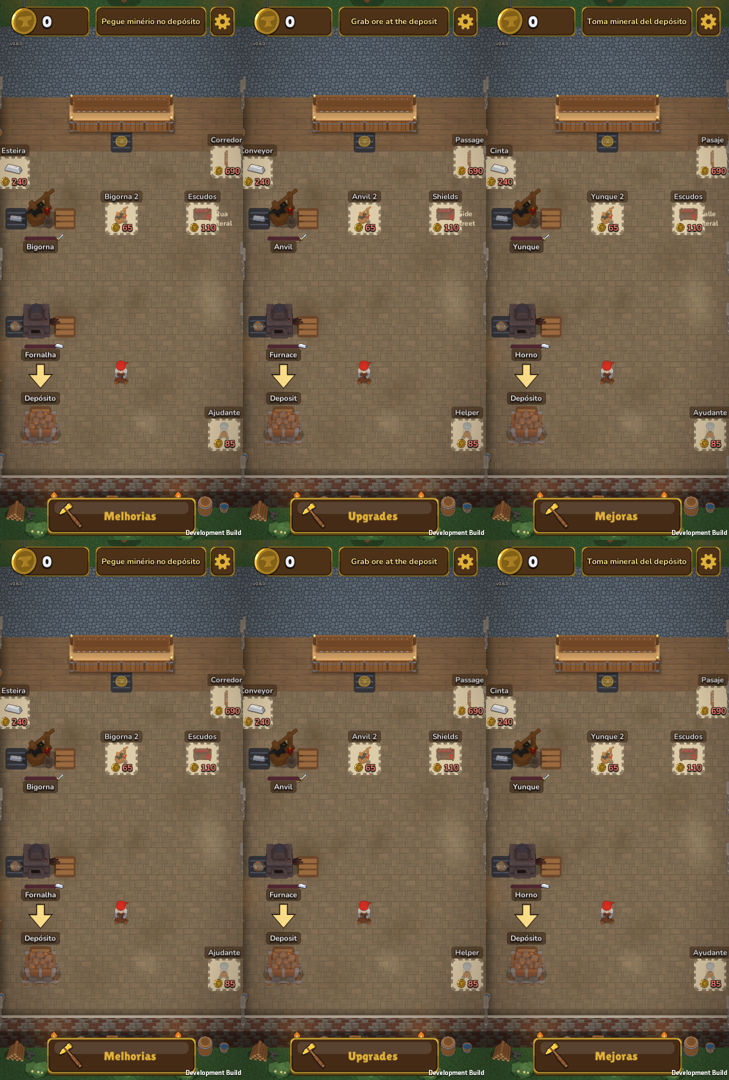 0
Pegue minério no depósito
Corredor
690
Esteira
240
Bigorna 2
65
Escudos
110
Bigorna
Fornalha
Depósito
Ajudante
85
Melhorias
Development Build
0
Grab ore at the deposit
Passage
690
Conveyor
240
Anvil 2
65
Shields
110
Anvil
Furnace
Deposit
Helper
85
Upgrades
Development Build
0
Toma mineral del depósito
Pasaje
690
Cinta
240
Yunque 2
65
Escudos
110
Yunque
Horno
Depósito
Ayudante
85
Mejoras
Development Build
0
Pegue minério no depósito
Corredor
690
Esteira
240
Bigorna 2
65
Escudos
110
Bigorna
Fornalha
Depósito
Ajudante
85
Melhorias
Development Build
0
Grab ore at the deposit
Passage
690
Conveyor
240
Anvil 2
65
Shields
110
Anvil
Furnace
Deposit
Helper
85
Upgrades
Development Build
0
Toma mineral del depósito
Pasaje
690
Cinta
240
Yunque 2
65
Escudos
110
Yunque
Horno
Depósito
Ayudante
85
Mejoras
Development Build